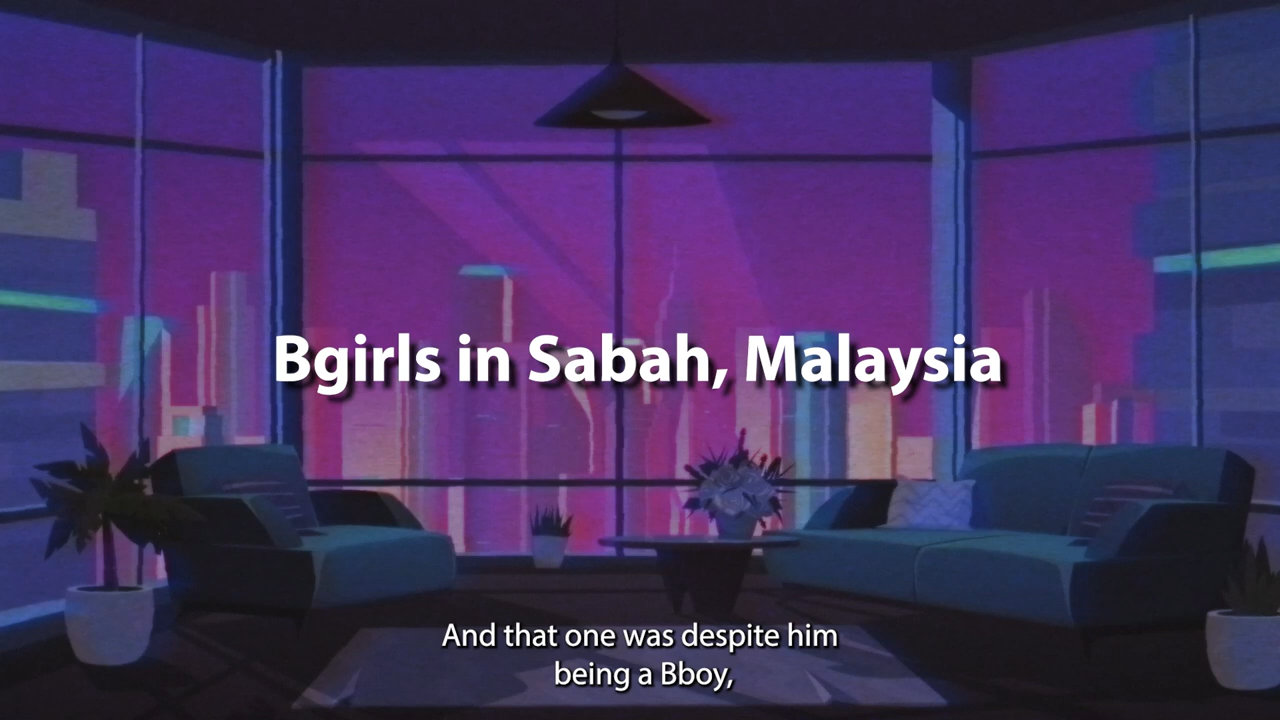 Bgirls in Sabah, Malaysia
And that one was despite him
being a Bboy,